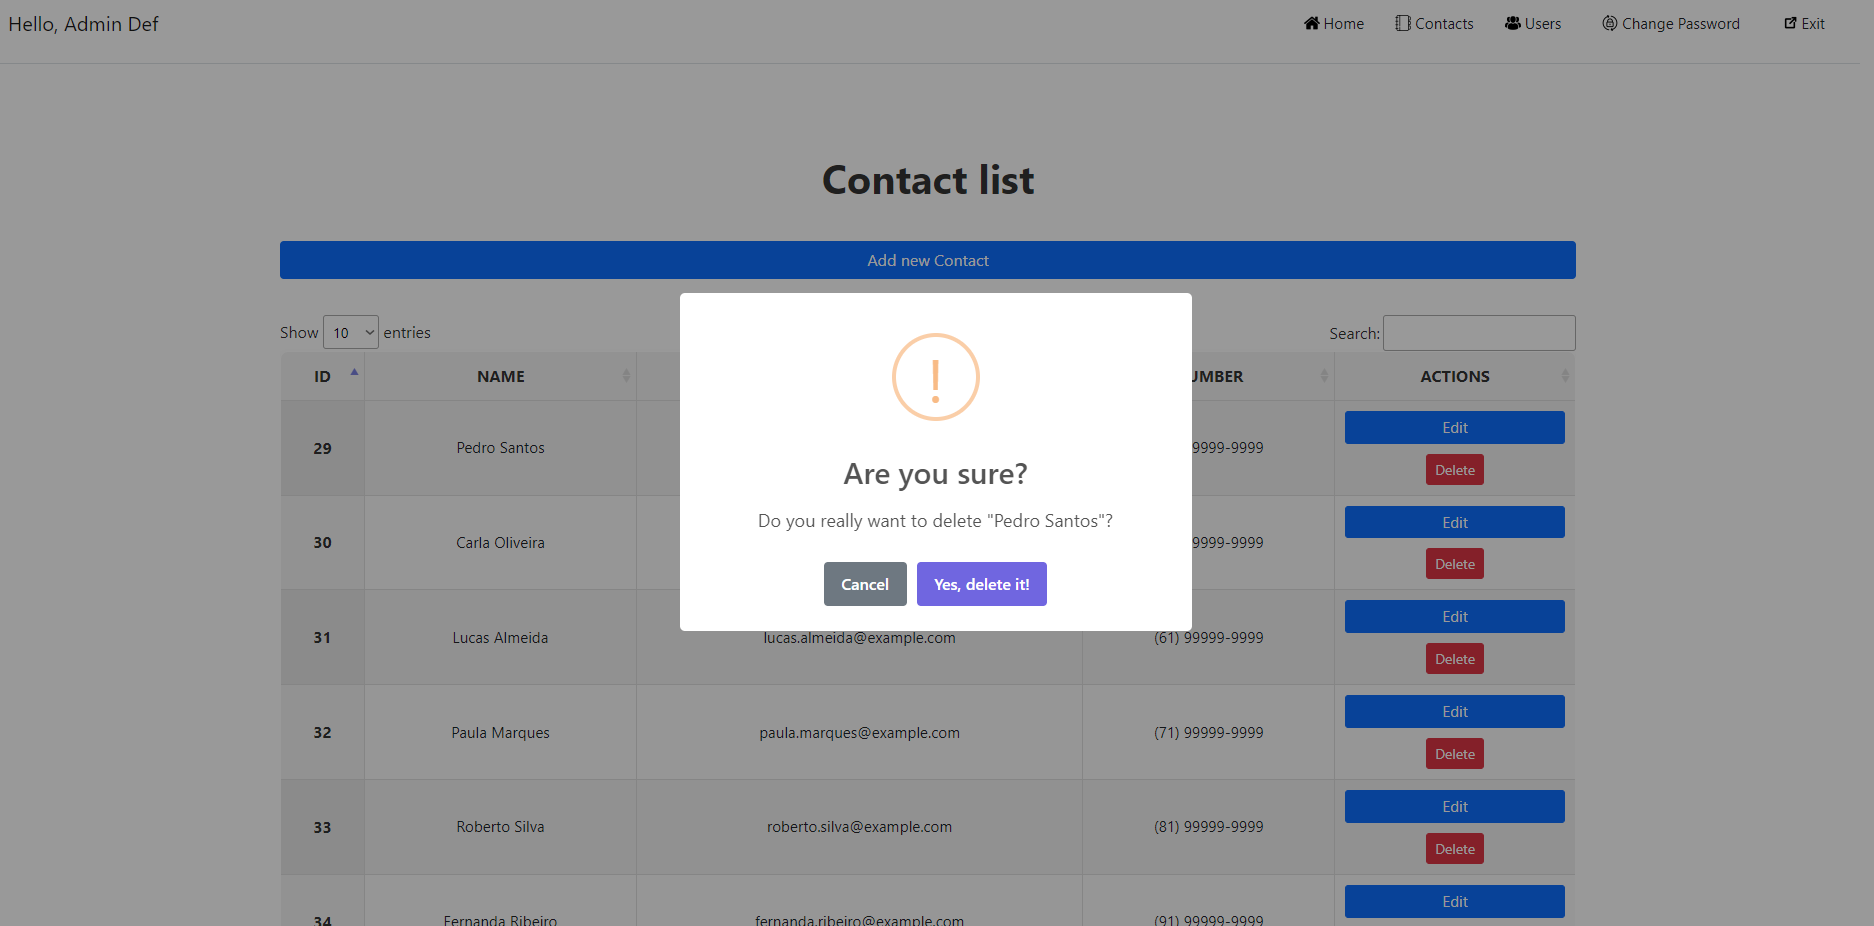 Hello, Admin Def
Home Contacts Users Change Password Exit
Contact list
Add new Contact
Show 10 entries
Search:
ID NAME ACTIONS
29 Pedro Santos 9999-9999 Edit
Delete
30 Carla Oliveira 9999-9999 Edit
Delete
!
Are you sure?
Do you really want to delete "Pedro Santos"?
Cancel Yes, delete it!
31 Lucas Almeida lucas.almeida@example.com (61) 99999-9999 Edit
Delete
32 Paula Marques paula.marques@example.com (71) 99999-9999 Edit
Delete
33 Roberto Silva roberto.silva@example.com (81) 99999-9999 Edit
Delete
34 Fernanda Ribeiro fernanda.ribeiro@example.com (91) 99999-9999 Edit